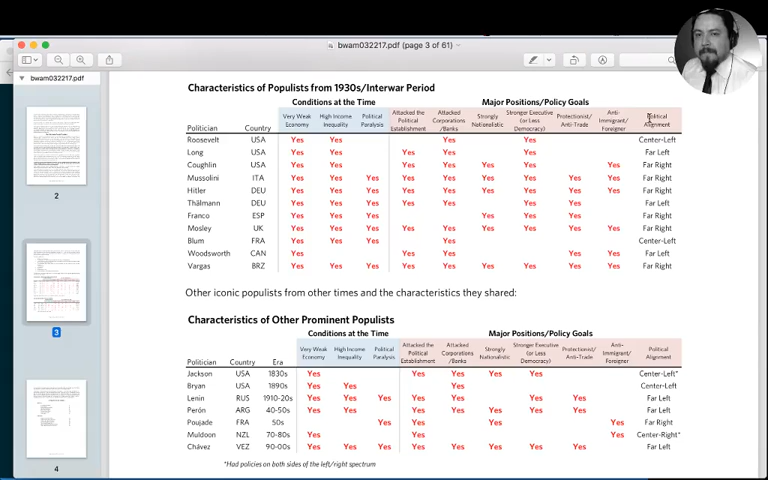 bwam032217.pdf (page 3 of 61)
bwam032217.pdf
2
3
4
Characteristics of Populists from 1930s/Interwar Period
Conditions at the Time Major Positions/Policy Goals
Politician Country Very Weak Economy High Income Inequality Political Paralysis Attacked the Political Establishment Attacked Corporations /Banks Strongly Nationalistic Stronger Executive (or Less Democracy) Protectionist/ Anti-Trade Anti- Immigrant/ Foreigner Political Alignment
Roosevelt USA Yes Yes Yes Yes Center-Left
Long USA Yes Yes Yes Yes Yes Far Left
Coughlin USA Yes Yes Yes Yes Yes Yes Yes Far Right
Mussolini ITA Yes Yes Yes Yes Yes Yes Yes Yes Yes Far Right
Hitler DEU Yes Yes Yes Yes Yes Yes Yes Yes Yes Far Right
Thälmann DEU Yes Yes Yes Yes Yes Yes Yes Far Left
Franco ESP Yes Yes Yes Yes Yes Yes Far Right
Mosley UK Yes Yes Yes Yes Yes Yes Yes Yes Yes Far Right
Blum FRA Yes Yes Yes Yes Center-Left
Woodsworth CAN Yes Yes Yes Yes Yes Far Left
Vargas BRZ Yes Yes Yes Yes Yes Yes Yes Yes Yes Far Right
Other iconic populists from other times and the characteristics they shared:
Characteristics of Other Prominent Populists
Conditions at the Time Major Positions/Policy Goals
Politician Country Era Very Weak Economy High Income Inequality Political Paralysis Attacked the Political Establishment Attacked Corporations /Banks Strongly Nationalistic Stronger Executive (or Less Democracy) Protectionist/ Anti-Trade Anti- Immigrant/ Foreigner Political Alignment
Jackson USA 1830s Yes Yes Yes Yes Yes Center-Left*
Bryan USA 1890s Yes Yes Yes Center-Left
Lenin RUS 1910-20s Yes Yes Yes Yes Yes Yes Yes Far Left
Perón ARG 40-50s Yes Yes Yes Yes Yes Yes Yes Far Left
Poujade FRA 50s Yes Yes Yes Yes Far Right
Muldoon NZL 70-80s Yes Yes Yes Center-Right*
Chávez VEZ 90-00s Yes Yes Yes Yes Yes Yes Yes Yes Far Left
*Had policies on both sides of the left/right spectrum